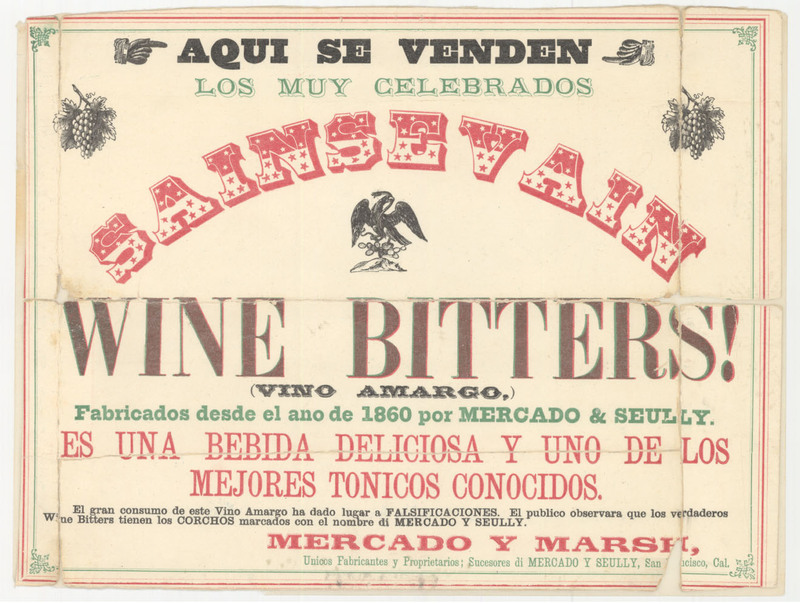 AQUI SE VENDEN
LOS MUY CELEBRADOS
SAINSEVAIN
WINE BITTERS!
(VINO AMARGO,)
Fabricados desde el ano de 1860 por MERCADO & SEULLY.
ES UNA BEBIDA DELICIOSA Y UNO DE LOS
MEJORES TONICOS CONOCIDOS.
El gran consumo de este Vino Amargo ha dado lugar a FALSIFICACIONES. El publico observara que los verdaderos
Wine Bitters tienen los CORCHOS marcados con el nombre di MERCADO Y SEULLY.
MERCADO Y MARSH,
Unicos Fabricantes y Proprietarios; Sucesores di MERCADO Y SEULLY, San Francisco, Cal.